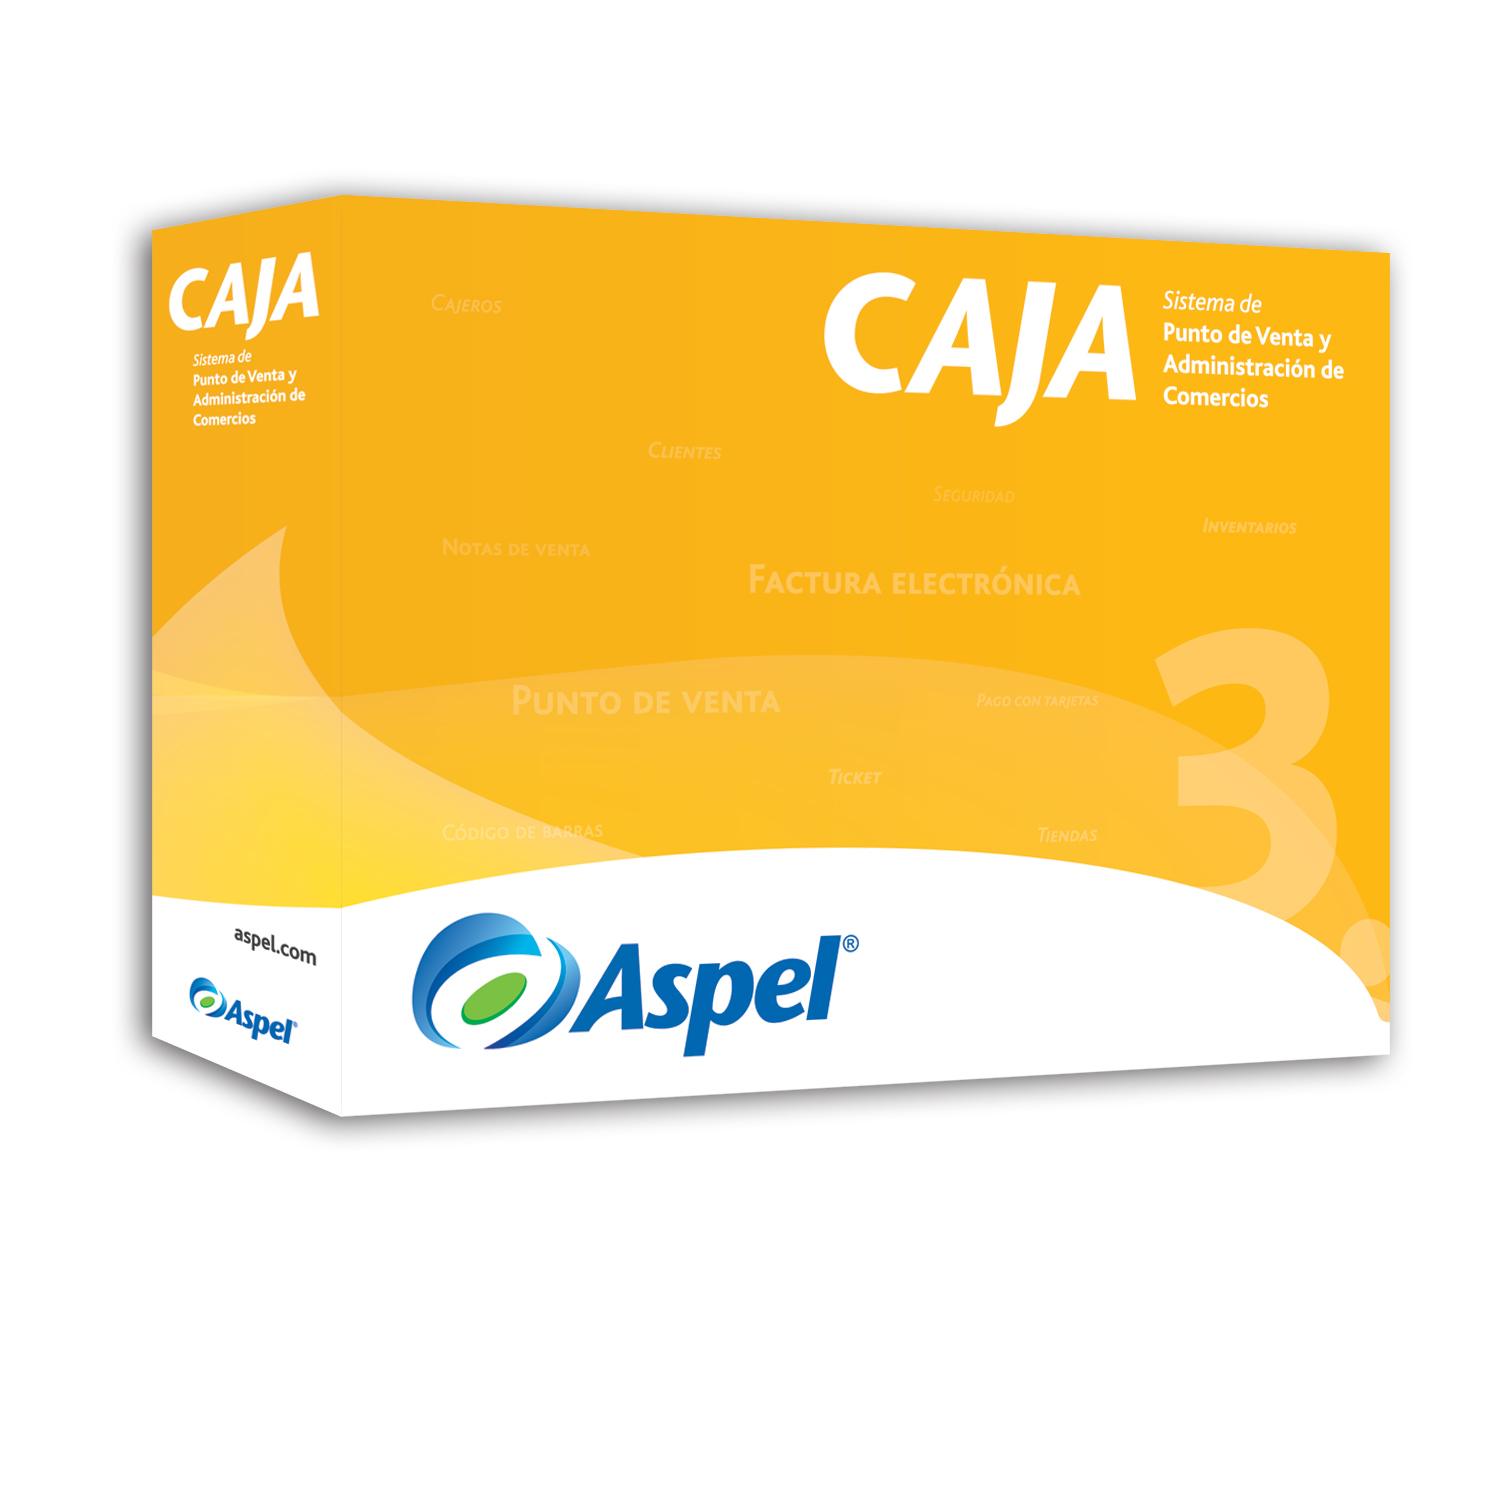 CAJA
Sistema de
Punto de Venta y
Administración de
Comercios
aspel.com
Aspel®
CAJA
Sistema de
Punto de Venta y
Administración de
Comercios
CAJEROS
CLIENTES
SEGURIDAD
INVENTARIOS
NOTAS DE VENTA
FACTURA ELECTRÓNICA
PUNTO DE VENTA
PAGO CON TARJETAS
TICKET
CÓDIGO DE BARRAS
TIENDAS
3.
Aspel®